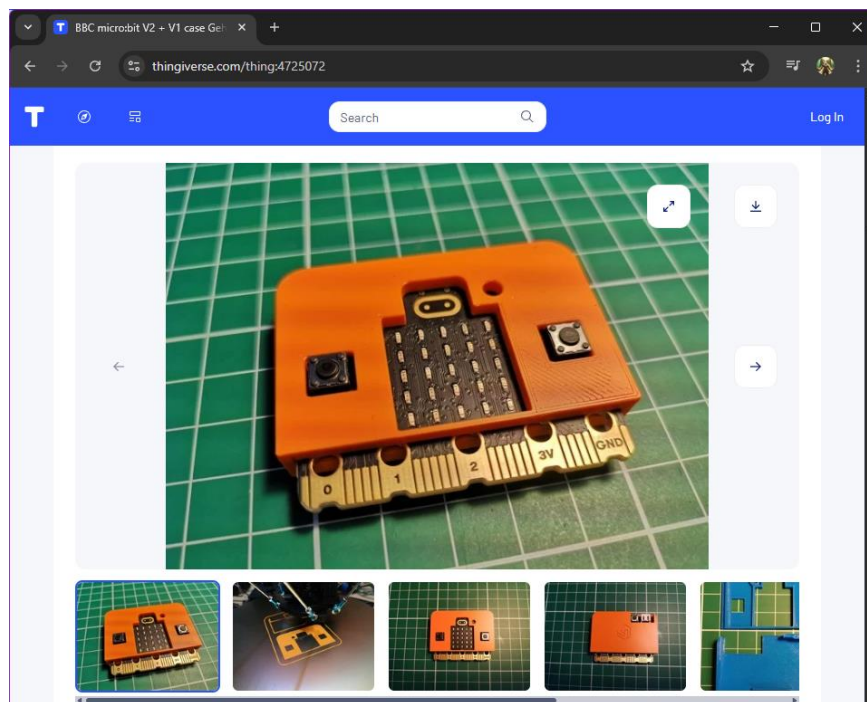 BBC micro:bit V2 + V1 case Geh
thingiverse.com/thing:4725072
T
Search
Log In
0
1
2
3V
GND